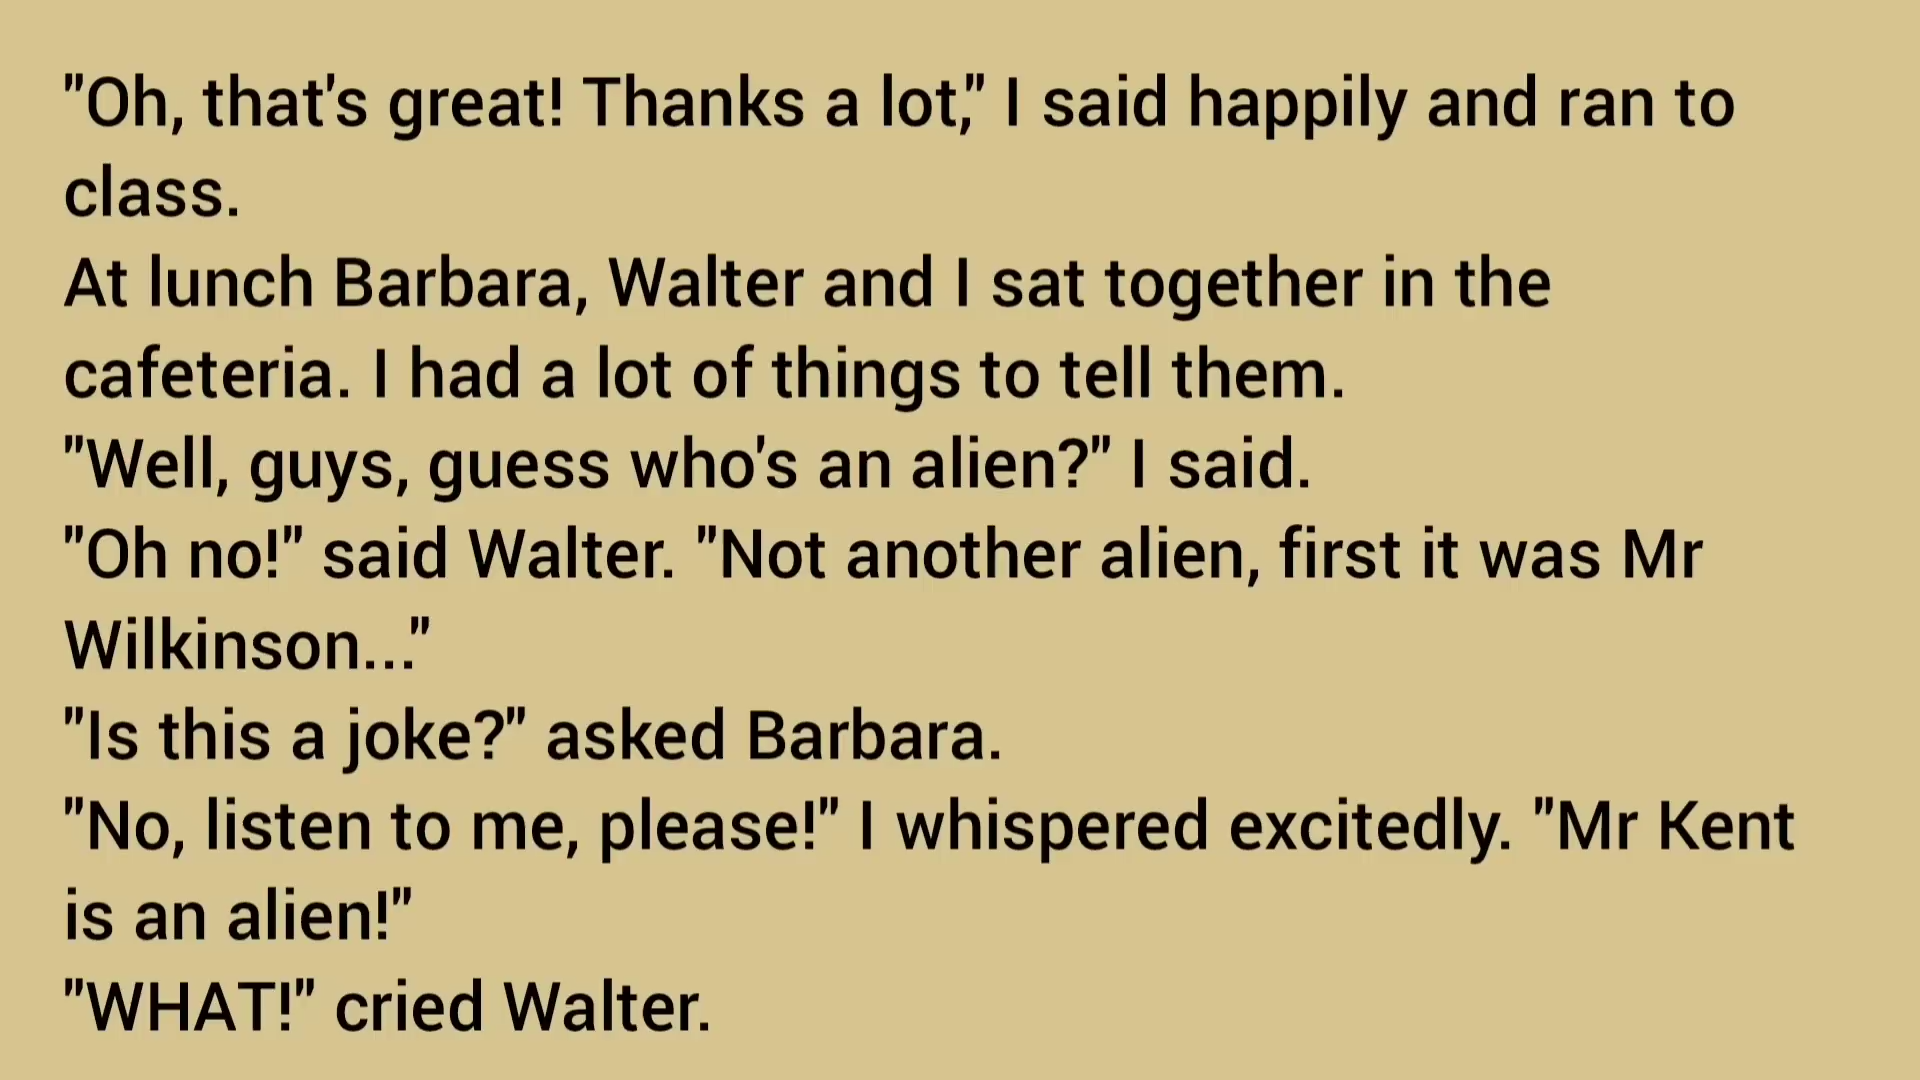 "Oh, that's great! Thanks a lot," I said happily and ran to
class.
At lunch Barbara, Walter and I sat together in the
cafeteria. I had a lot of things to tell them.
"Well, guys, guess who's an alien?" I said.
"Oh no!" said Walter. "Not another alien, first it was Mr
Wilkinson..."
"Is this a joke?" asked Barbara.
"No, listen to me, please!" I whispered excitedly. "Mr Kent
is an alien!"
"WHAT!" cried Walter.